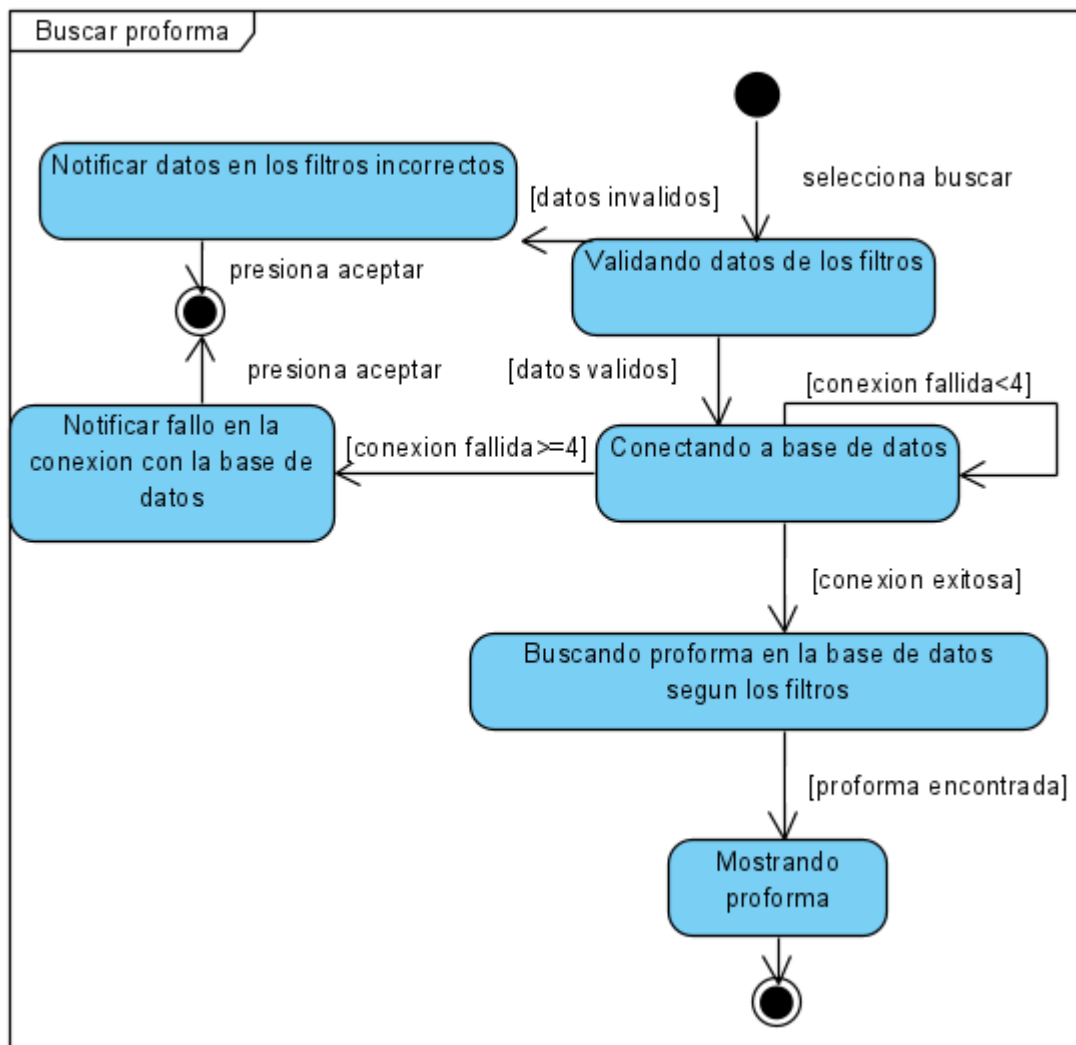 Buscar proforma
selecciona buscar
Notificar datos en los filtros incorrectos
[datos invalidos]
Validando datos de los filtros
presiona aceptar
presiona aceptar
[datos validos]
[conexion fallida<4]
Notificar fallo en la
conexion con la base de
datos
[conexion fallida>=4]
Conectando a base de datos
[conexion exitosa]
Buscando proforma en la base de datos
segun los filtros
[proforma encontrada]
Mostrando
proforma